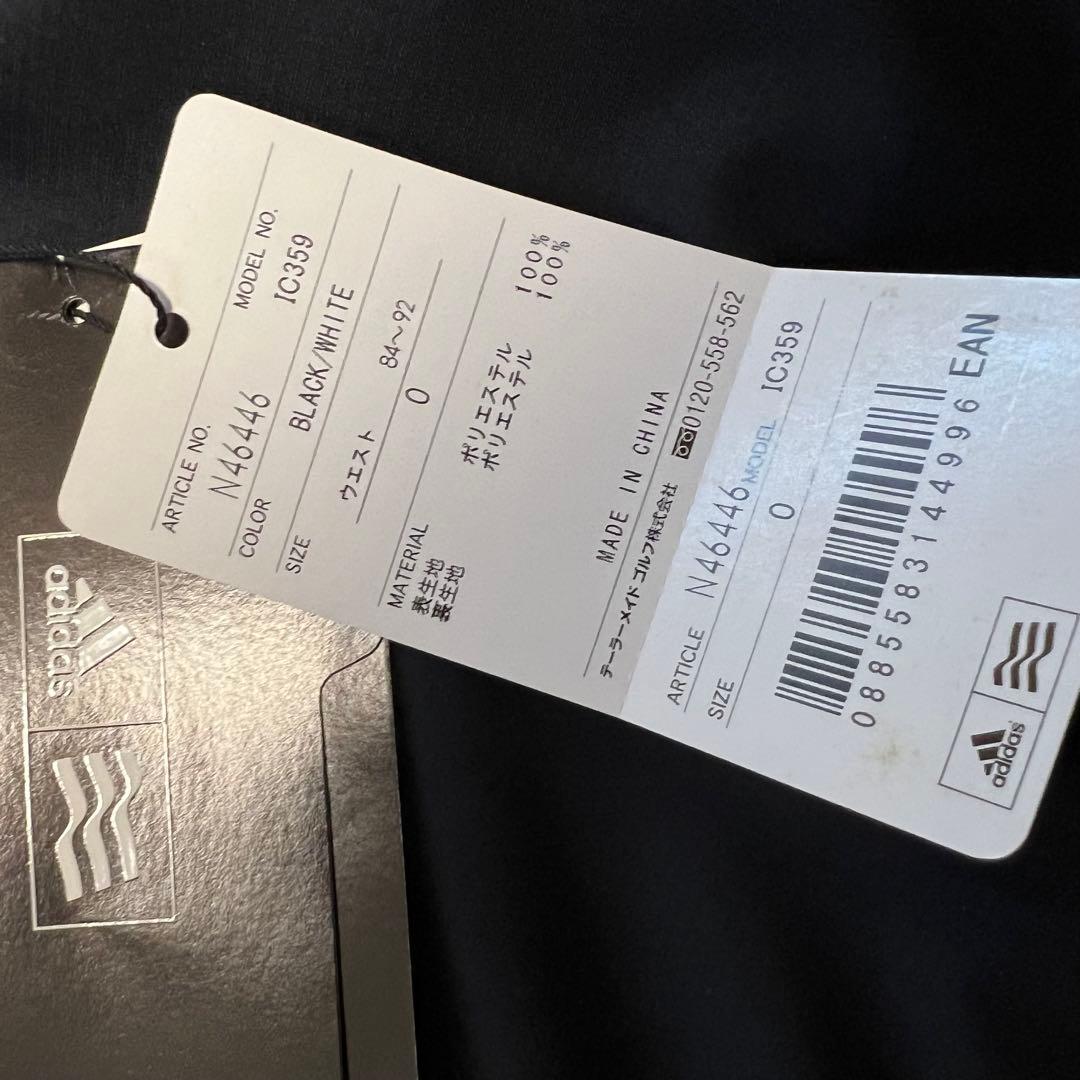 ARTICLE NO. MODEL NO.
N46446 IC359
COLOR BLACK/WHITE
SIZE
ウエスト 84〜92
O
MATERIAL
表生地 ポリエステル 100%
裏生地 ポリエステル 100%
MADE IN CHINA
テーラーメイド ゴルフ株式会社 0120-558-562
ARTICLE N46446 MODEL IC359
SIZE O
0885583144996 EAN
adidas
adidas